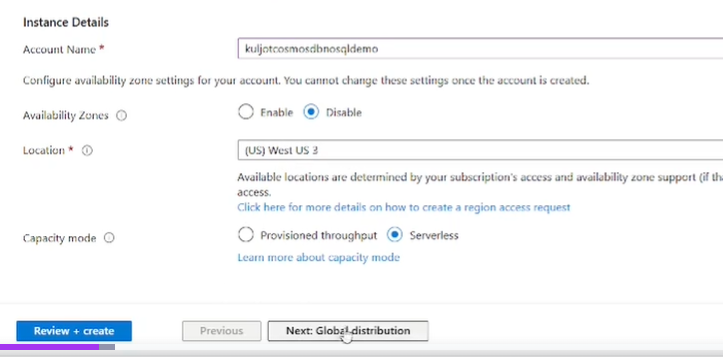 Instance Details
Account Name *
kuljotcosmosdbnosqldemo
Configure availability zone settings for your account. You cannot change these settings once the account is created.
Availability Zones
Enable Disable
Location *
(US) West US 3
Available locations are determined by your subscription's access and availability zone support (if
access.
Click here for more details on how to create a region access request
Capacity mode
Provisioned throughput Serverless
Learn more about capacity mode
Review + create Previous Next: Global distribution